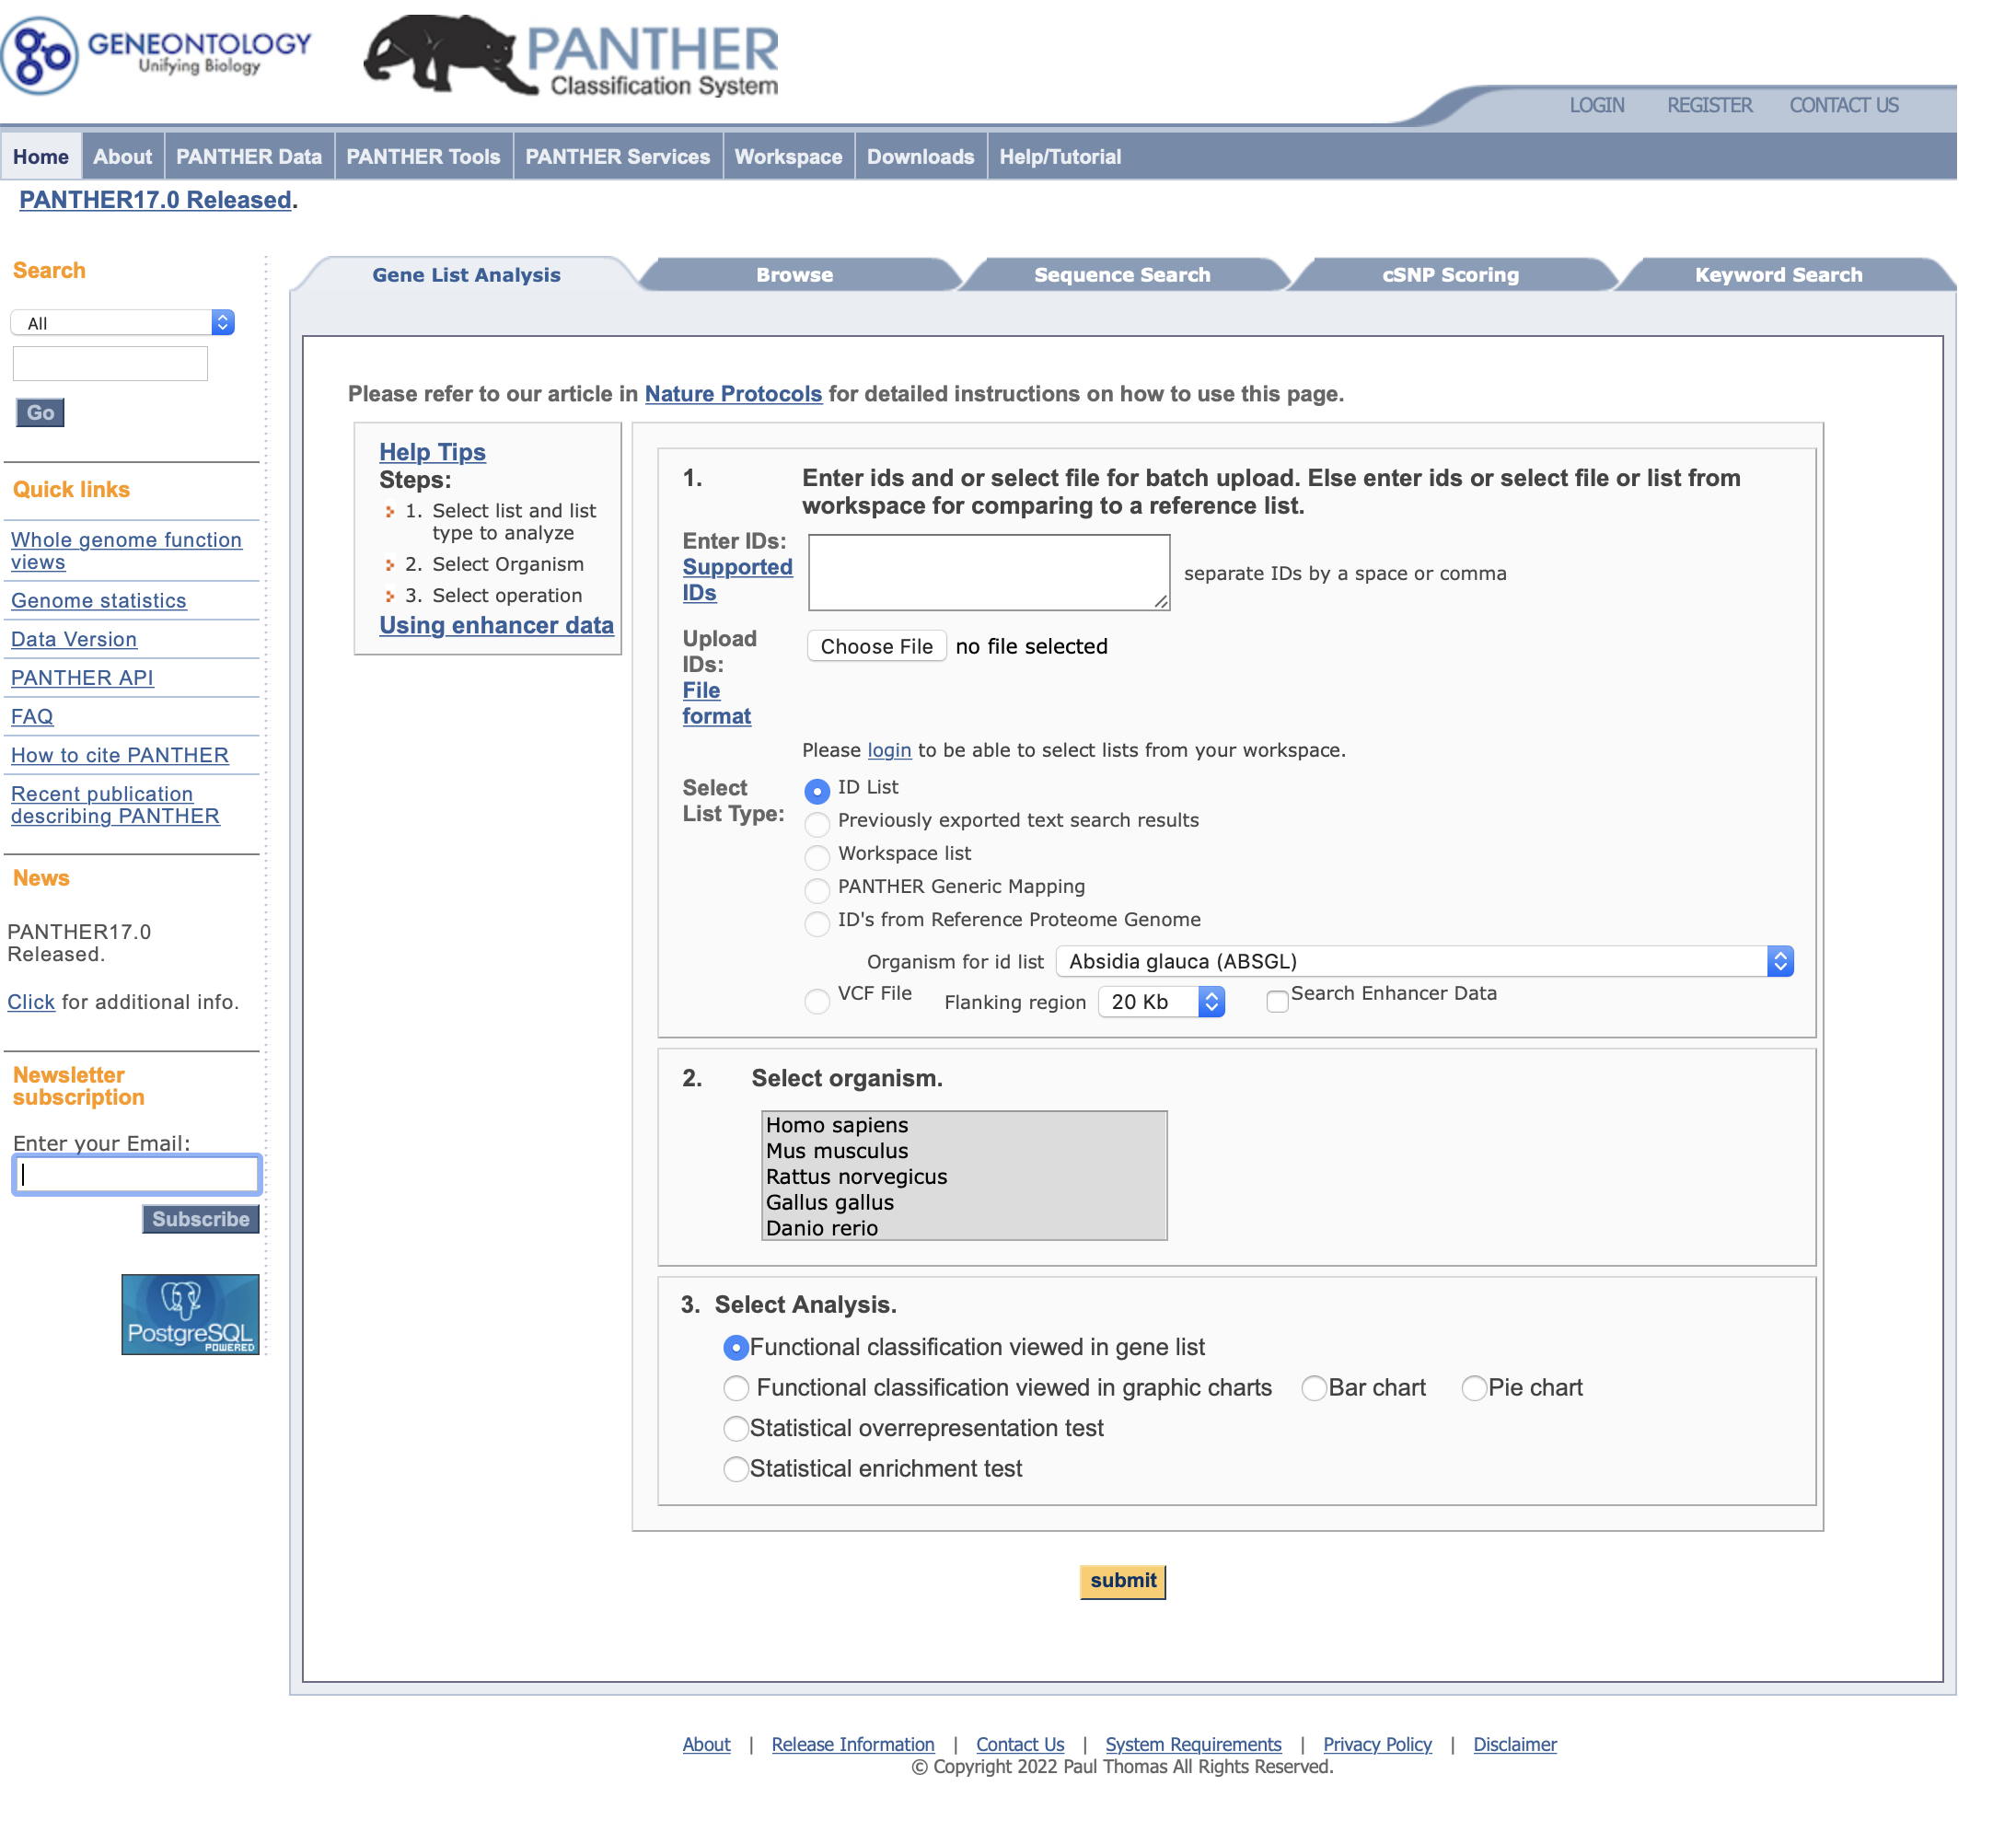 GENEONTOLOGY
Unifying Biology
PANTHER
Classification System
LOGIN REGISTER CONTACT US
Home About PANTHER Data PANTHER Tools PANTHER Services Workspace Downloads Help/Tutorial
PANTHER17.0 Released.
Search
All
Go
Quick links
Whole genome function
views
Genome statistics
Data Version
PANTHER API
FAQ
How to cite PANTHER
Recent publication
describing PANTHER
News
PANTHER17.0
Released.
Click for additional info.
Newsletter
subscription
Enter your Email:
Subscribe
PostgreSQL
POWERED
Gene List Analysis Browse Sequence Search cSNP Scoring Keyword Search
Please refer to our article in Nature Protocols for detailed instructions on how to use this page.
Help Tips
Steps:
1. Select list and list
type to analyze
2. Select Organism
3. Select operation
Using enhancer data
1. Enter ids and or select file for batch upload. Else enter ids or select file or list from
workspace for comparing to a reference list.
Enter IDs:
Supported
IDs
separate IDs by a space or comma
Upload
IDs:
File
format
Choose File no file selected
Please login to be able to select lists from your workspace.
Select
List Type:
ID List
Previously exported text search results
Workspace list
PANTHER Generic Mapping
ID's from Reference Proteome Genome
Organism for id list Absidia glauca (ABSGL)
VCF File Flanking region 20 Kb Search Enhancer Data
2. Select organism.
Homo sapiens
Mus musculus
Rattus norvegicus
Gallus gallus
Danio rerio
3. Select Analysis.
Functional classification viewed in gene list
Functional classification viewed in graphic charts Bar chart Pie chart
Statistical overrepresentation test
Statistical enrichment test
submit
About | Release Information | Contact Us | System Requirements | Privacy Policy | Disclaimer
© Copyright 2022 Paul Thomas All Rights Reserved.